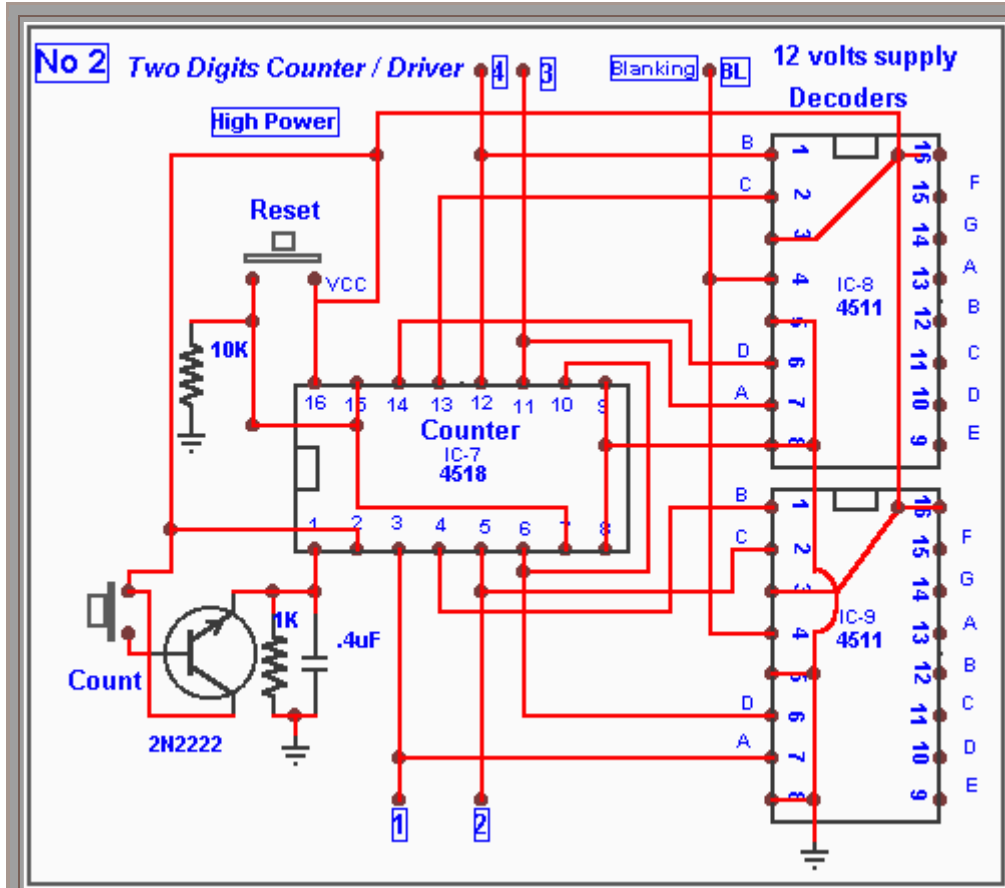 No 2 Two Digits Counter / Driver 4 3 Blanking BL 12 volts supply
Decoders
High Power
Reset
VCC
10K
16 15 14 13 12 11 10 9
Counter
IC-7
4518
1 2 3 4 5 6 7 8
1K
.4uF
Count
2N2222
1 2
B 1 16
C 2 15 F
3 14 G
4 13 A
IC-8
4511
5 12 B
D 6 11 C
A 7 10 D
8 9 E
B 1 16
C 2 15 F
3 14 G
IC-9
4511
4 13 A
5 12 B
D 6 11 C
A 7 10 D
8 9 E